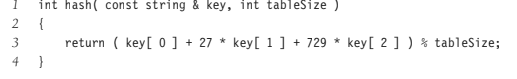 1 int hash( const string & key, int tableSize )
2 {
3 return ( key[ 0 ] + 27 * key[ 1 ] + 729 * key[ 2 ] ) % tableSize;
4 }